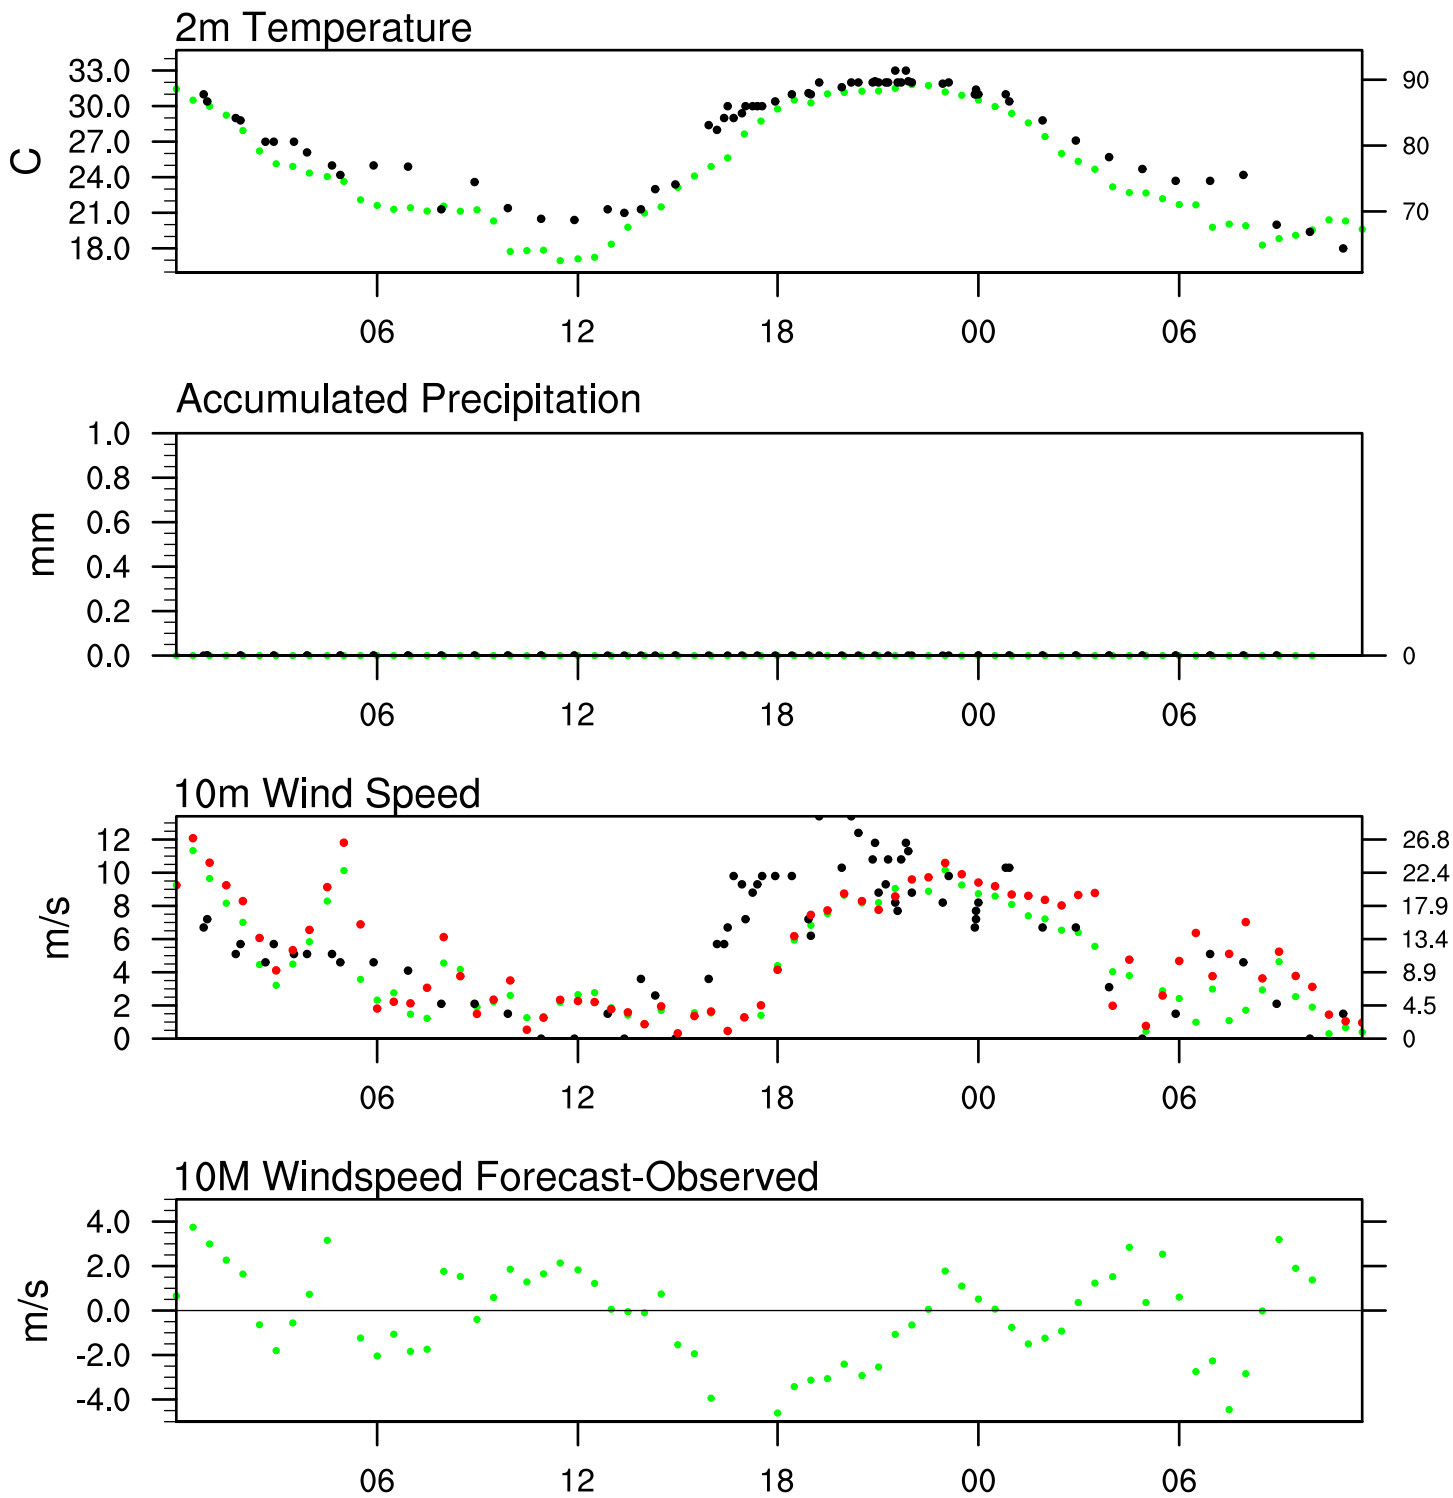 2m Temperature
33.0
30.0
27.0
24.0
21.0
18.0
C
90
80
70
06 12 18 00 06
Accumulated Precipitation
1.0
0.8
0.6
0.4
0.2
0.0
mm
0
06 12 18 00 06
10m Wind Speed
12
10
8
6
4
2
0
m/s
26.8
22.4
17.9
13.4
8.9
4.5
0
06 12 18 00 06
10M Windspeed Forecast-Observed
4.0
2.0
0.0
-2.0
-4.0
m/s
06 12 18 00 06